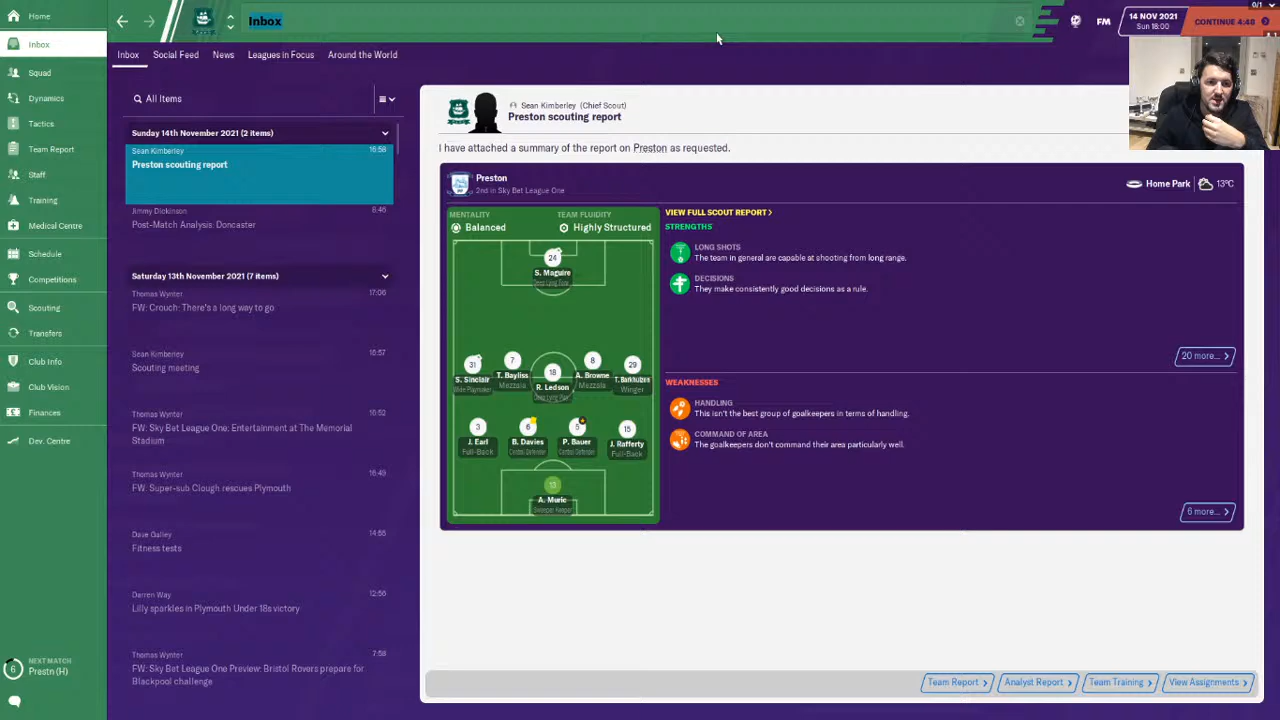 Home
Inbox
14 NOV 2021
Sun 18:00
FM
CONTINUE 4:46
0/1
Inbox
Social Feed
News
Leagues in Focus
Around the World
Inbox
Squad
Dynamics
Tactics
Team Report
Staff
Training
Medical Centre
Schedule
Competitions
Scouting
Transfers
Club Info
Club Vision
Finances
Dev. Centre
NEXT MATCH
6
Prestn (H)
All Items
Sunday 14th November 2021 (2 items)
Sean Kimberley 16:58
Preston scouting report
Jimmy Dickinson 8:46
Post-Match Analysis: Doncaster
Saturday 13th November 2021 (7 items)
Thomas Wynter 17:06
FW: Crouch: There's a long way to go
Sean Kimberley 16:57
Scouting meeting
Thomas Wynter 16:52
FW: Sky Bet League One: Entertainment at The Memorial
Stadium
Thomas Wynter 16:49
FW: Super-sub Clough rescues Plymouth
Dave Galley 14:55
Fitness tests
Darren Way 12:56
Lilly sparkles in Plymouth Under 18s victory
Thomas Wynter 7:58
FW: Sky Bet League One Preview: Bristol Rovers prepare for
Blackpool challenge
Sean Kimberley (Chief Scout)
Preston scouting report
I have attached a summary of the report on Preston as requested.
Preston
2nd in Sky Bet League One
Home Park
13°C
MENTALITY
Balanced
TEAM FLUIDITY
Highly Structured
24
S. Maguire
31
S. Sinclair
Wide Playmaker
7
T. Bayliss
Mezzala
18
R. Ledson
8
A. Browne
Mezzala
29
T. Barkhuizen
Winger
3
J. Earl
Full-Back
6
B. Davies
Central Defender
5
P. Bauer
Central Defender
15
J. Rafferty
Full-Back
13
A. Muric
Sweeper Keeper
VIEW FULL SCOUT REPORT >
STRENGTHS
LONG SHOTS
The team in general are capable at shooting from long range.
DECISIONS
They make consistently good decisions as a rule.
20 more... >
WEAKNESSES
HANDLING
This isn't the best group of goalkeepers in terms of handling.
COMMAND OF AREA
The goalkeepers don't command their area particularly well.
6 more... >
Team Report >
Analyst Report >
Team Training >
View Assignments >